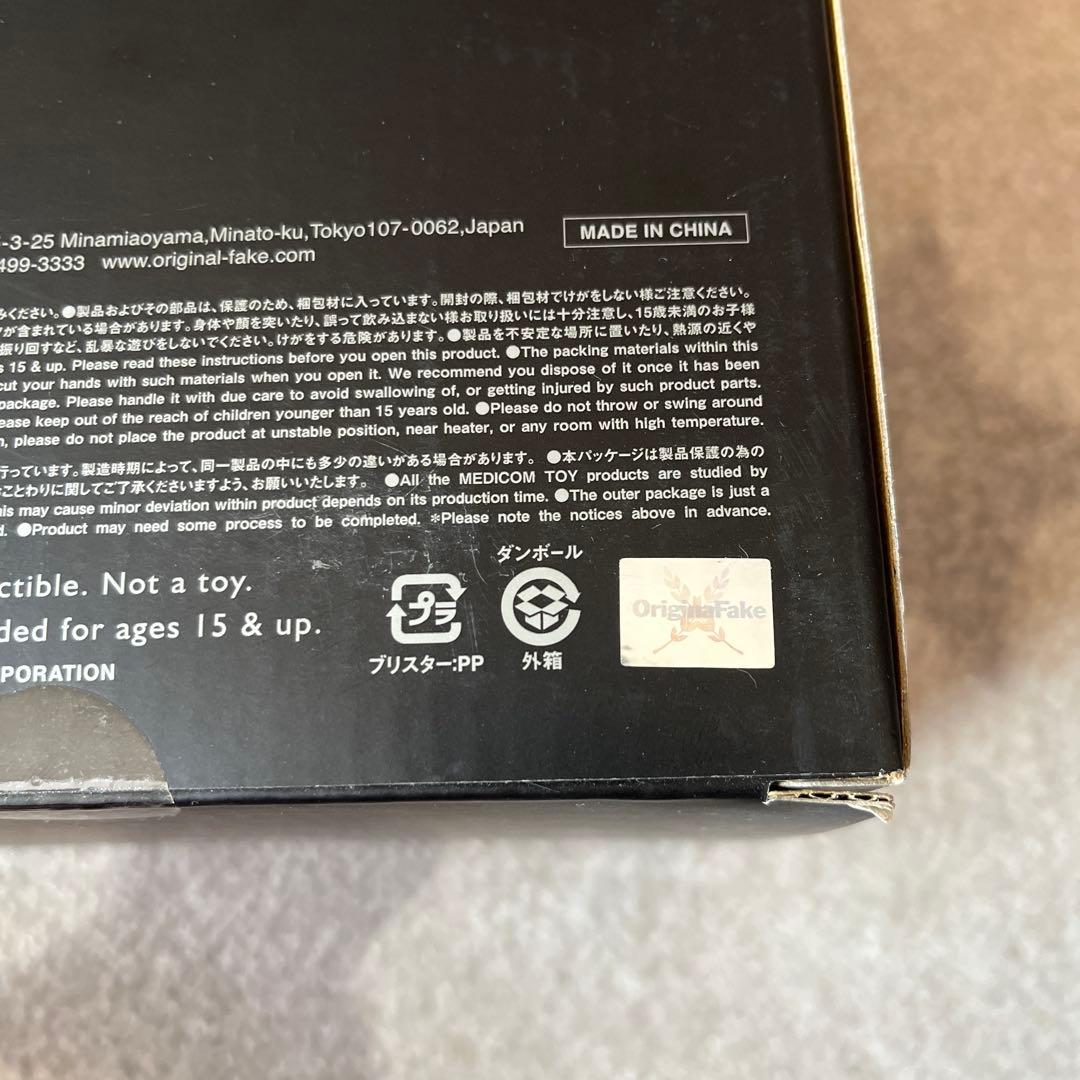 -3-25 Minamiaoyama,Minato-ku,Tokyo107-0062,Japan
499-3333 www.original-fake.com
MADE IN CHINA
みください。●製品およびその部品は、保護のため、梱包材に入っています。開封の際、梱包材でけがをしない様ご注意ください。
が含まれている場合があります。身体や顔を突いたり、誤って飲み込まない様お取り扱いには十分注意し、15歳未満のお子様
振り回すなど、乱暴な遊びをしないでください。けがをする危険があります。●製品を不安定な場所に置いたり、熱源の近くや
s 15 & up. Please read these instructions before you open this product. ●The packing materials within this
cut your hands with such materials when you open it. We recommend you dispose of it once it has been
package. Please handle it with due care to avoid swallowing of, or getting injured by such product parts.
ease keep out of the reach of children younger than 15 years old. ●Please do not throw or swing around
n, please do not place the product at unstable position, near heater, or any room with high temperature.
行っています。製造時期によって、同一製品の中にも多少の違いがある場合があります。 ●本パッケージは製品保護の為の
ことわりに関してご了承くださいますよう、お願いいたします。 ●All the MEDICOM TOY products are studied by
his may cause minor deviation within product depends on its production time. ●The outer package is just a
d. ●Product may need some process to be completed. *Please note the notices above in advance.
ctible. Not a toy.
ded for ages 15 & up.
PORATION
プラ
ブリスター:PP
ダンボール
外箱
OriginalFake